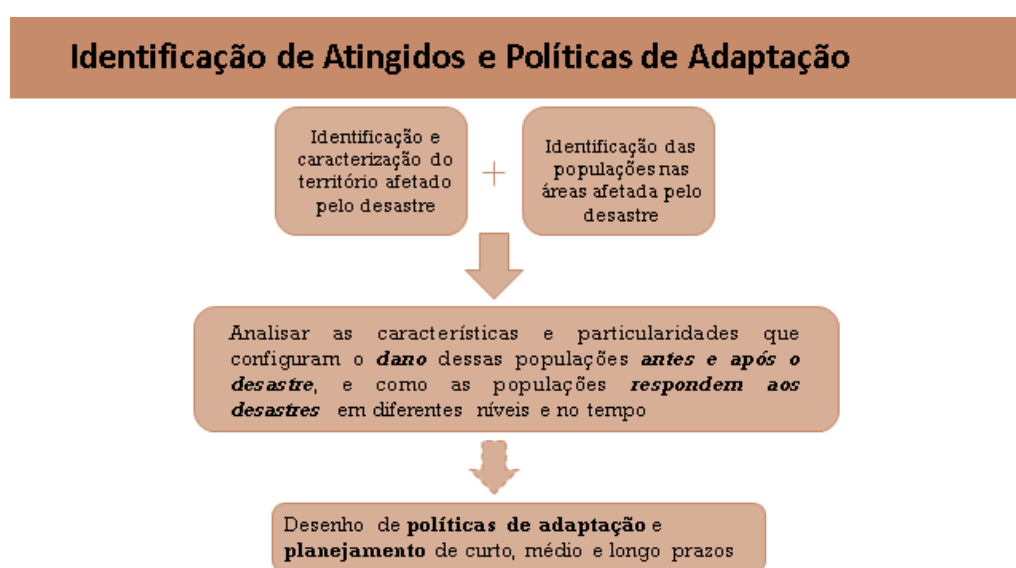 Identificação de Atingidos e Políticas de Adaptação
Identificação e
caracterização do
território afetado
pelo desastre
+
Identificação das
populações nas
áreas afetada pelo
desastre
Analisar as características e particularidades que
configuram o dano dessas populações antes e após o
desastre, e como as populações respondem aos
desastres em diferentes níveis e no tempo
Desenho de políticas de adaptação e
planejamento de curto, médio e longo prazos